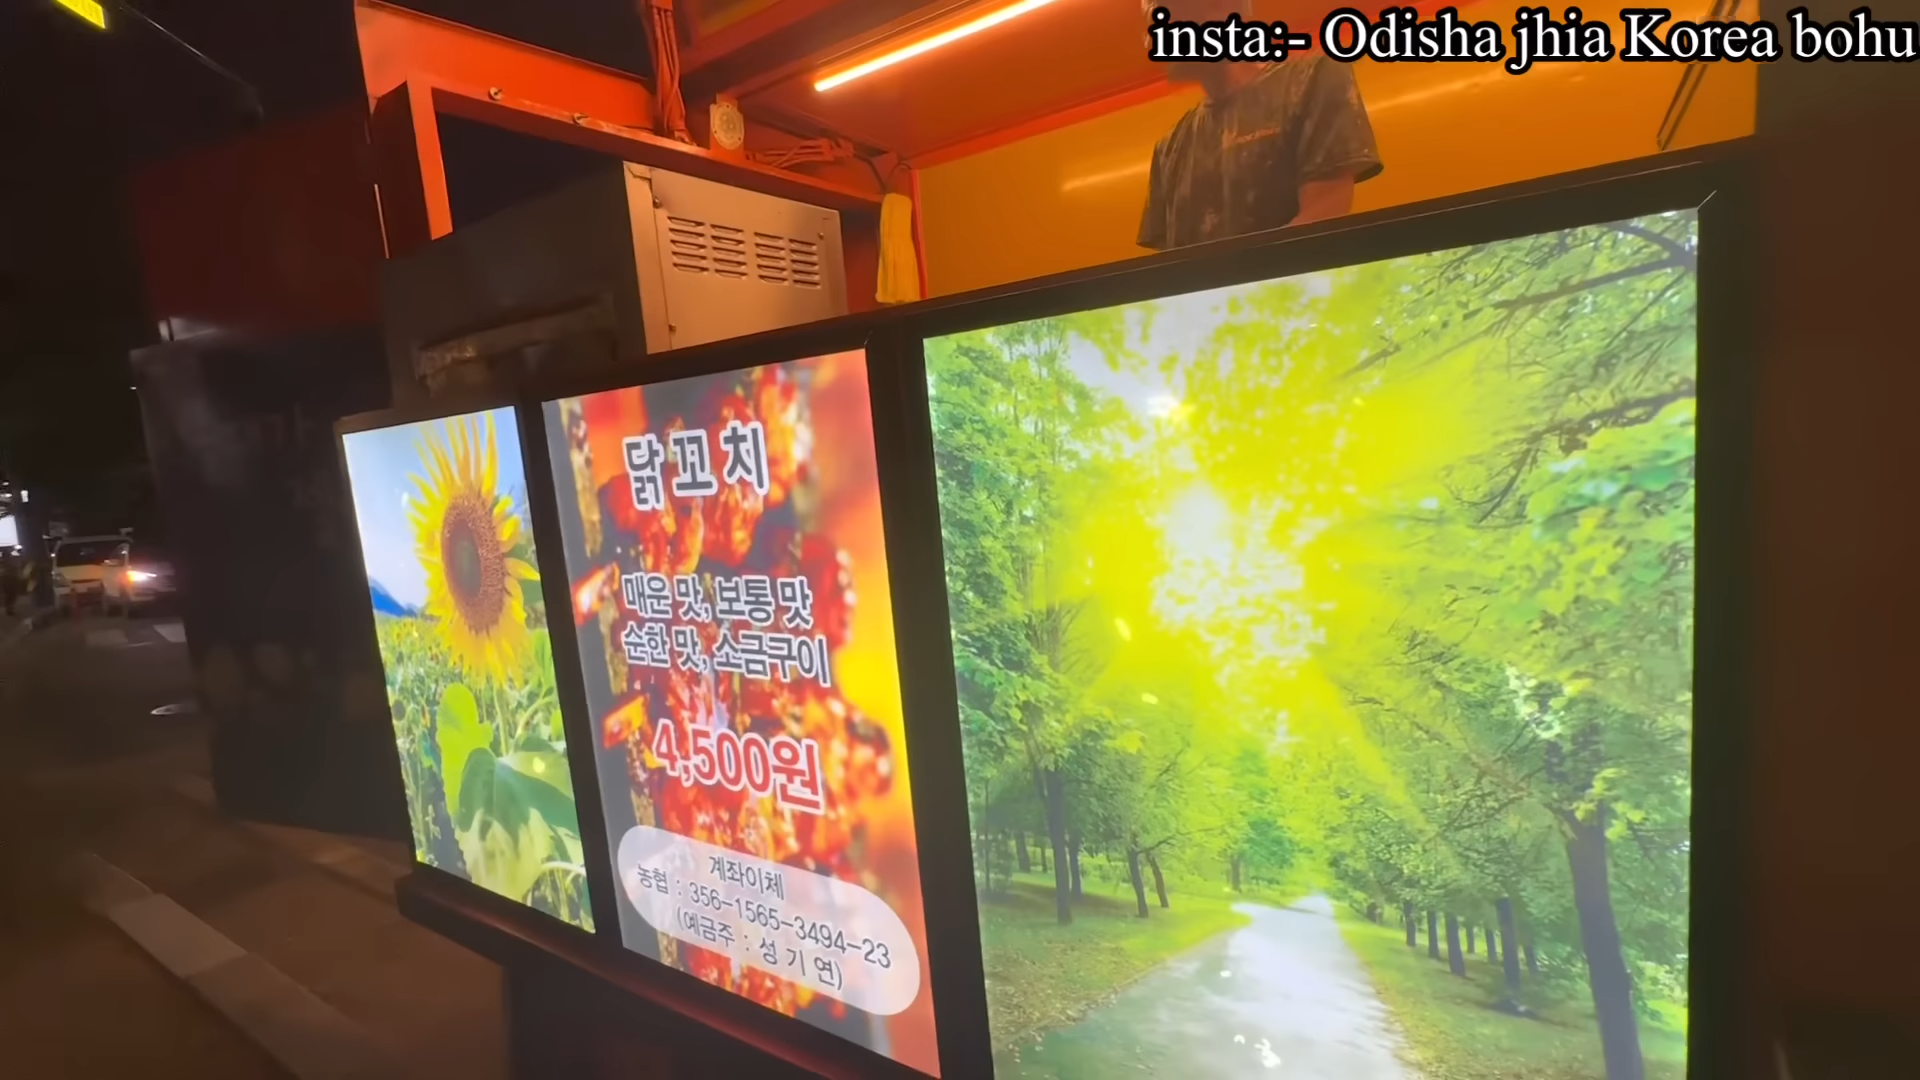 insta:- Odisha jhia Korea bohu
닭꼬치
매운 맛, 보통 맛
순한 맛, 소금구이
4,500원
계좌이체
농협 : 356-1565-3494-23
(예금주 : 성 기 연)